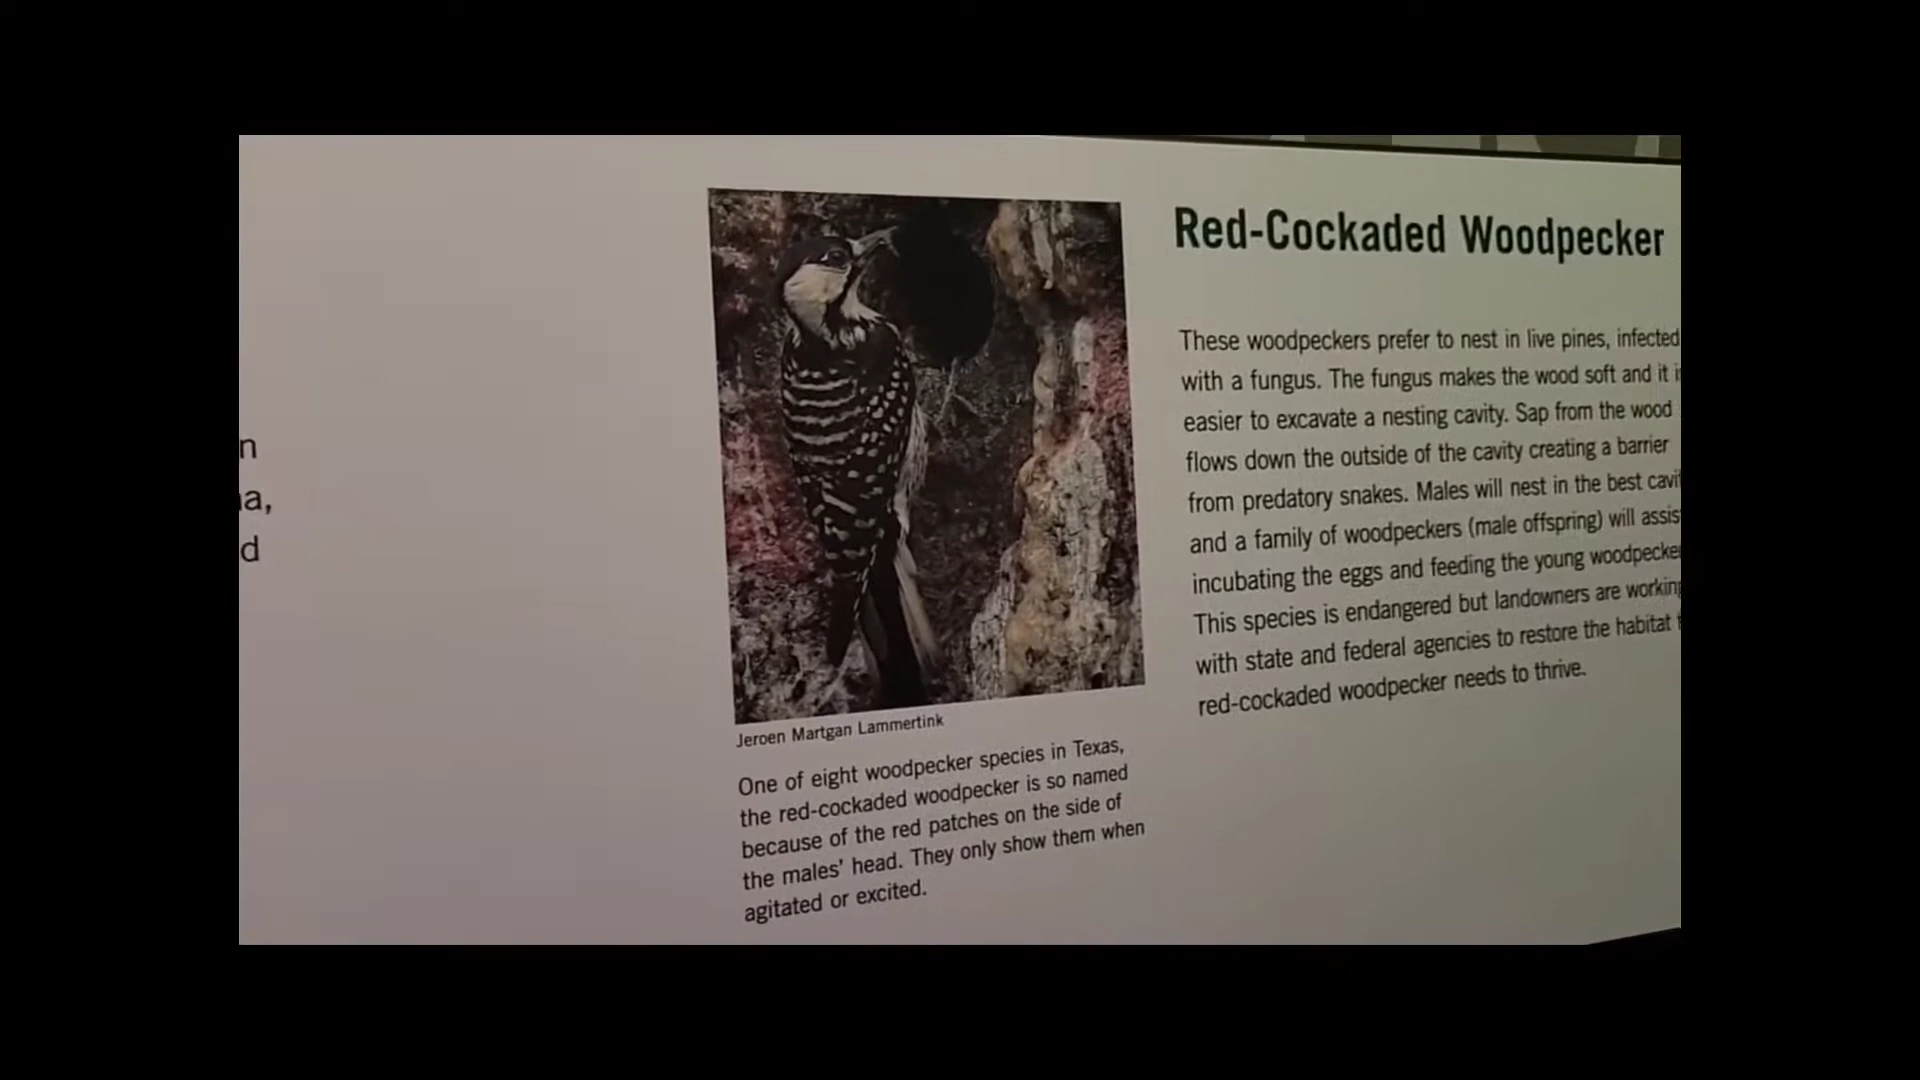 n
a,
d
Jeroen Martgan Lammertink
One of eight woodpecker species in Texas,
the red-cockaded woodpecker is so named
because of the red patches on the side of
the males' head. They only show them when
agitated or excited.
Red-Cockaded Woodpecker
These woodpeckers prefer to nest in live pines, infected
with a fungus. The fungus makes the wood soft and it i
easier to excavate a nesting cavity. Sap from the wood
flows down the outside of the cavity creating a barrier
from predatory snakes. Males will nest in the best cavi
and a family of woodpeckers (male offspring) will assis
incubating the eggs and feeding the young woodpecke
This species is endangered but landowners are working
with state and federal agencies to restore the habitat t
red-cockaded woodpecker needs to thrive.